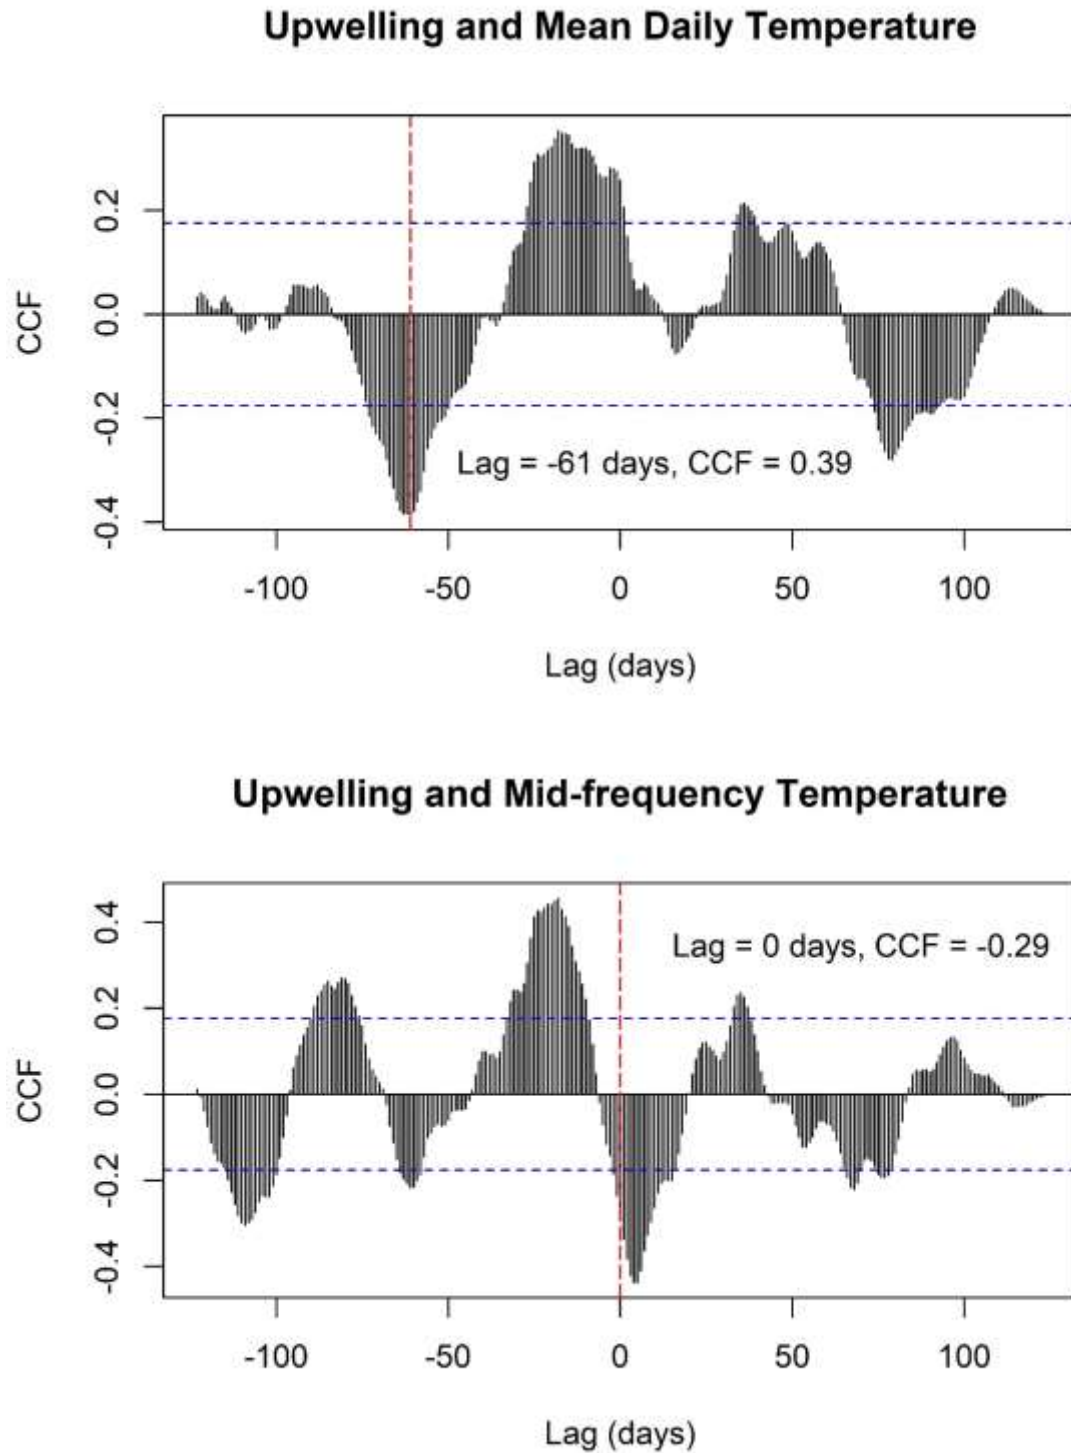 Upwelling and Mean Daily Temperature
CCF
0.2
0.0
-0.2
-0.4
Lag = -61 days, CCF = 0.39
-100 -50 0 50 100
Lag (days)
Upwelling and Mid-frequency Temperature
CCF
0.4
0.2
0.0
-0.2
-0.4
Lag = 0 days, CCF = -0.29
-100 -50 0 50 100
Lag (days)